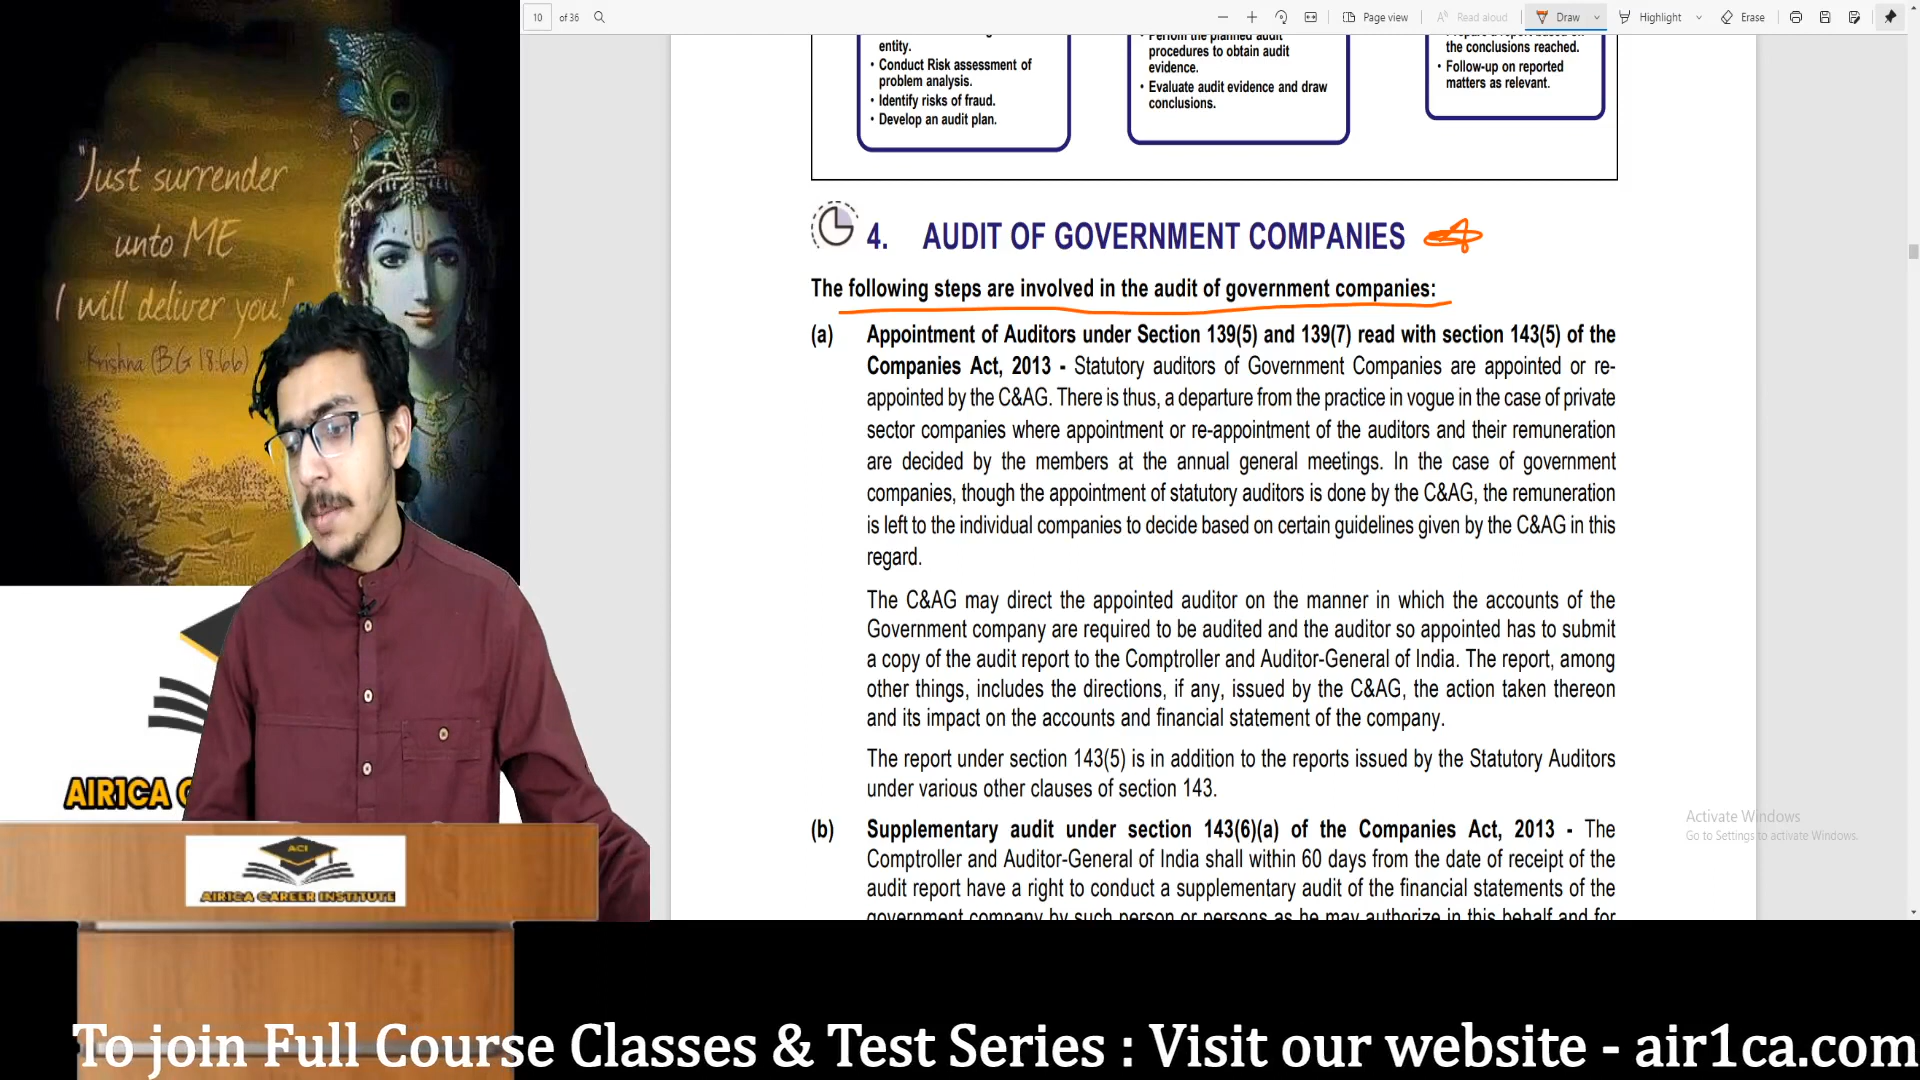 10 of 36
Page view
Read aloud
Draw
Highlight
Erase
entity.
• Conduct Risk assessment of
problem analysis.
• Identify risks of fraud.
• Develop an audit plan.
procedures to obtain audit
evidence.
• Evaluate audit evidence and draw
conclusions.
the conclusions reached.
• Follow-up on reported
matters as relevant.
"Just surrender
unto ME
I will deliver you!"
Krishna (B.G 18:66)
4. AUDIT OF GOVERNMENT COMPANIES
The following steps are involved in the audit of government companies:
(a) Appointment of Auditors under Section 139(5) and 139(7) read with section 143(5) of the
Companies Act, 2013 - Statutory auditors of Government Companies are appointed or re-
appointed by the C&AG. There is thus, a departure from the practice in vogue in the case of private
sector companies where appointment or re-appointment of the auditors and their remuneration
are decided by the members at the annual general meetings. In the case of government
companies, though the appointment of statutory auditors is done by the C&AG, the remuneration
is left to the individual companies to decide based on certain guidelines given by the C&AG in this
regard.
The C&AG may direct the appointed auditor on the manner in which the accounts of the
Government company are required to be audited and the auditor so appointed has to submit
a copy of the audit report to the Comptroller and Auditor-General of India. The report, among
other things, includes the directions, if any, issued by the C&AG, the action taken thereon
and its impact on the accounts and financial statement of the company.
The report under section 143(5) is in addition to the reports issued by the Statutory Auditors
under various other clauses of section 143.
(b) Supplementary audit under section 143(6)(a) of the Companies Act, 2013 - The
Comptroller and Auditor-General of India shall within 60 days from the date of receipt of the
audit report have a right to conduct a supplementary audit of the financial statements of the
government company by such person or persons as he may authorize in this behalf and for
Activate Windows
Go to Settings to activate Windows.
AIR1CA
ACI
AIR1CA CAREER INSTITUTE
To join Full Course Classes & Test Series : Visit our website - air1ca.com